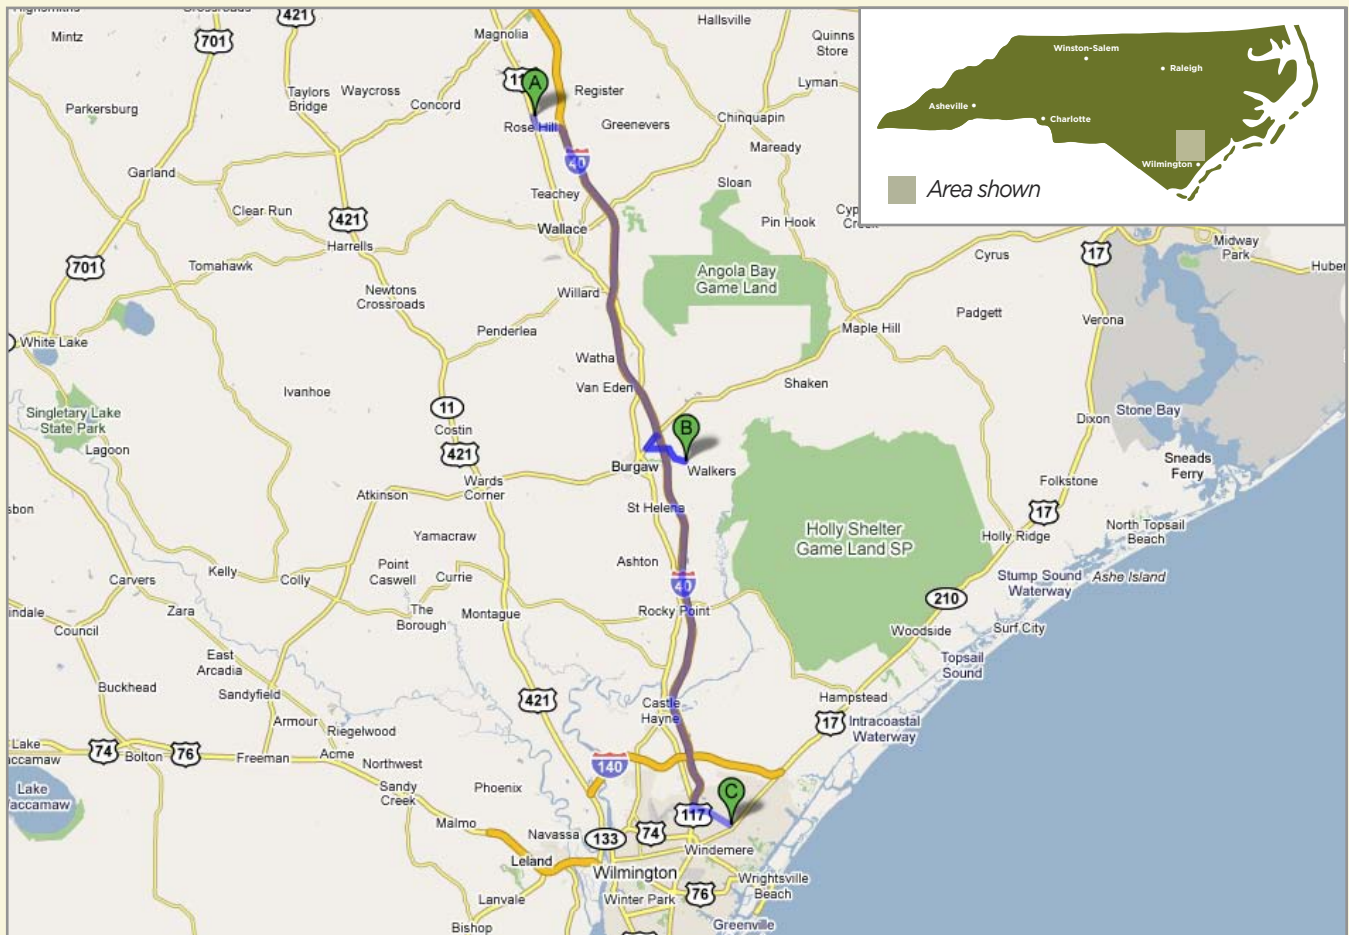 Crossroads
421
Hallsville
Mintz
701
Magnolia
Quinns
Store
Winston-Salem
Raleigh
Asheville
Charlotte
Wilmington
Area shown
A
Lyman
Taylors
Bridge
Waycross
Concord
Register
Parkersburg
Rose Hill
Greenevers
Chinquapin
40
Maready
Garland
Sloan
Teachey
Clear Run
421
Wallace
Pin Hook
Harrells
Cyrus
17
Midway
Park
701
Tomahawk
Angola Bay
Game Land
Newtons
Crossroads
Willard
Padgett
Verona
Maple Hill
Penderlea
White Lake
Watha
Van Eden
Shaken
Ivanhoe
Singletary Lake
State Park
11
Costin
Dixon
Stone Bay
B
Lagoon
421
Burgaw
Walkers
Sneads
Ferry
Wards
Corner
Folkstone
Atkinson
St Helena
17
Yamacraw
Holly Shelter
Game Land SP
Holly Ridge
North Topsail
Beach
Point
Caswell
Ashton
Currie
Kelly
Colly
40
Stump Sound
Waterway
Ashe Island
Carvers
Zara
The
Borough
Montague
Rocky Point
210
Council
Woodside
Surf City
East
Arcadia
Topsail
Sound
Buckhead
Sandyfield
421
Castle
Hayne
Hampstead
Armour
Riegelwood
17
Intracoastal
Waterway
Lake
74
Bolton
76
Freeman
Acme
Northwest
140
Lake
Sandy
Creek
Phoenix
C
117
Malmo
Navassa
133
74
Windemere
Leland
Wilmington
Wrightsville
Beach
Lanvale
Winter Park
76
Bishop
Greenville